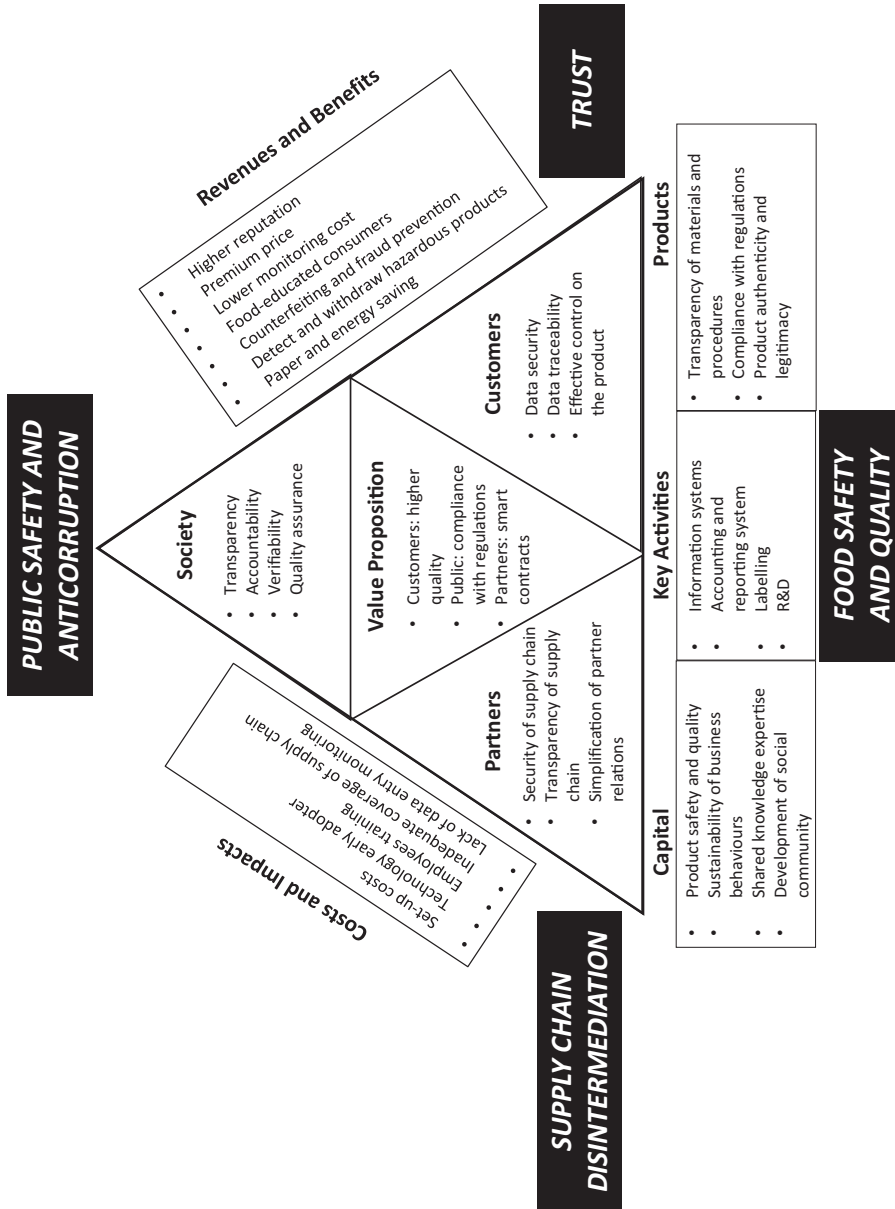 PUBLIC SAFETY AND
ANTICORRUPTION
Costs and Impacts
• Set-up costs
• Technology early adopter
• Employees training
• Inadequate coverage of supply chain
• Lack of data entry monitoring
Society
• Transparency
• Accountability
• Verifiability
• Quality assurance
Revenues and Benefits
• Higher reputation
• Premium price
• Lower monitoring cost
• Food-educated consumers
• Counterfeiting and fraud prevention
• Detect and withdraw hazardous products
• Paper and energy saving
Value Proposition
• Customers: higher
quality
• Public: compliance
with regulations
• Partners: smart
contracts
Partners
• Security of supply chain
• Transparency of supply
chain
• Simplification of partner
relations
Customers
• Data security
• Data traceability
• Effective control on
the product
SUPPLY CHAIN
DISINTERMEDIATION
TRUST
Capital
• Product safety and quality
• Sustainability of business
behaviours
• Shared knowledge expertise
• Development of social
community
Key Activities
• Information systems
• Accounting and
reporting system
• Labelling
• R&D
Products
• Transparency of materials and
procedures
• Compliance with regulations
• Product authenticity and
legitimacy
FOOD SAFETY
AND QUALITY